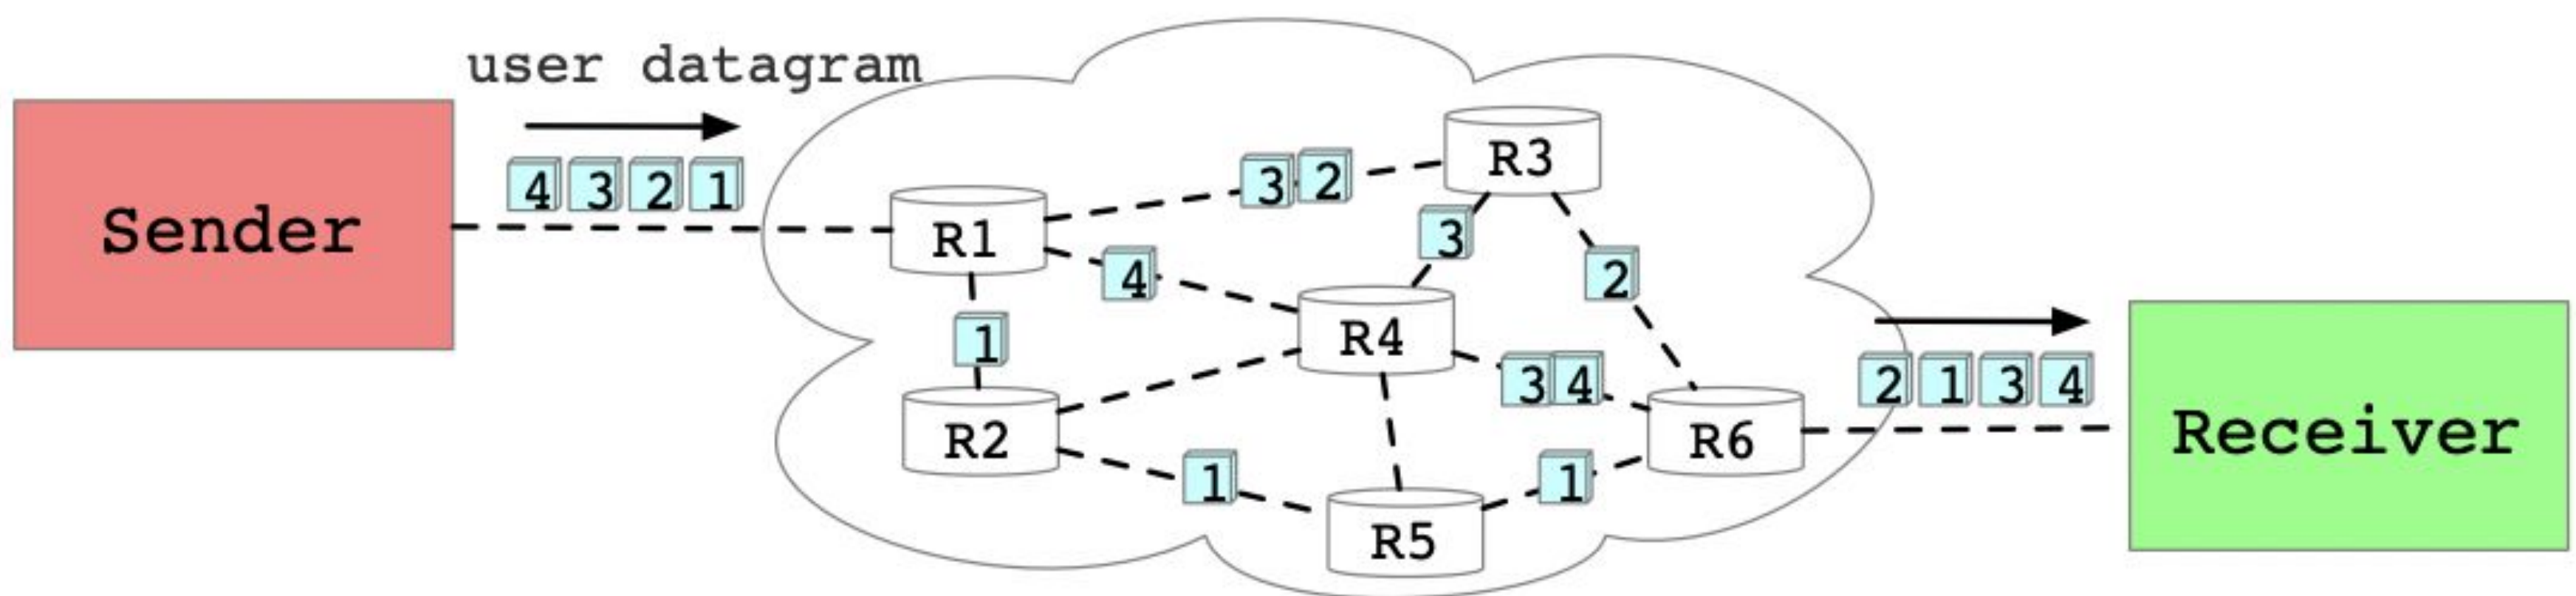 user datagram
Sender
4 3 2 1
R1
3 2
R3
4
3
2
1
R4
R2
3 4
R6
1
R5
1
2 1 3 4
Receiver